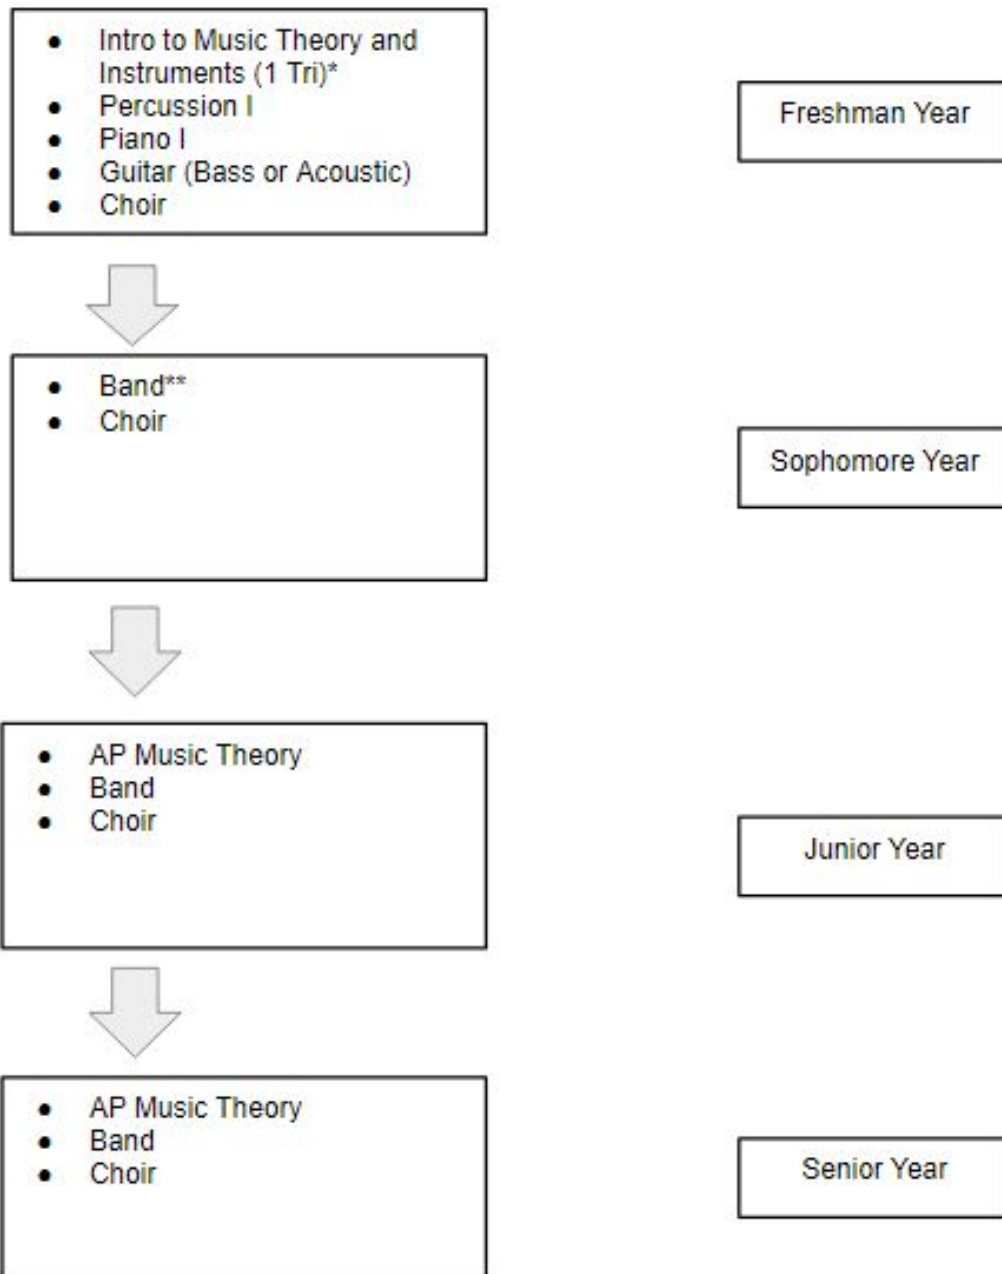 ● Intro to Music Theory and
Instruments (1 Tri)*
● Percussion I
● Piano I
● Guitar (Bass or Acoustic)
● Choir
Freshman Year
● Band**
● Choir
Sophomore Year
● AP Music Theory
● Band
● Choir
Junior Year
● AP Music Theory
● Band
● Choir
Senior Year